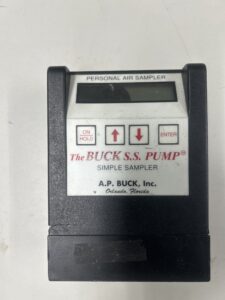 PERSONAL AIR SAMPLER
ON HOLD ENTER
The BUCK S.S. PUMP®
SIMPLE SAMPLER
A.P. BUCK, Inc.
Orlando, Florida